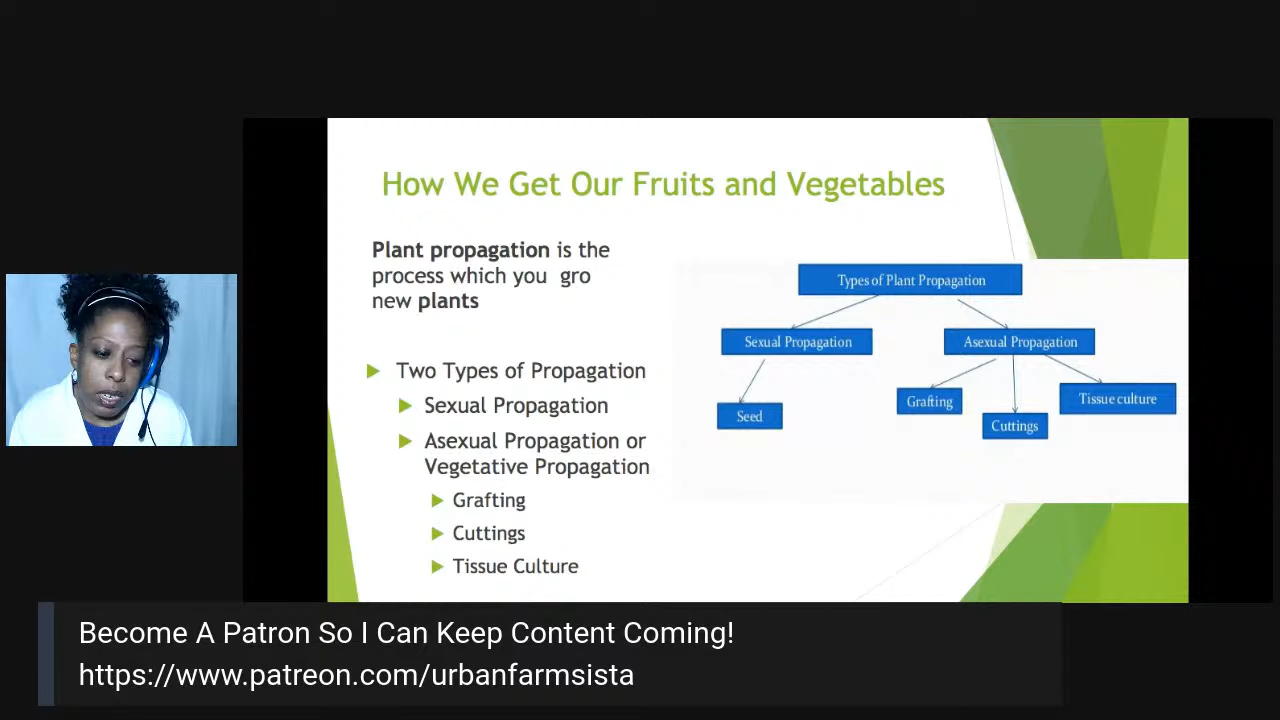 How We Get Our Fruits and Vegetables
Plant propagation is the
process which you gro
new plants
Two Types of Propagation
Sexual Propagation
Asexual Propagation or
Vegetative Propagation
Grafting
Cuttings
Tissue Culture
Types of Plant Propagation
Sexual Propagation
Asexual Propagation
Seed
Grafting
Cuttings
Tissue culture
Become A Patron So I Can Keep Content Coming!
https://www.patreon.com/urbanfarmsista